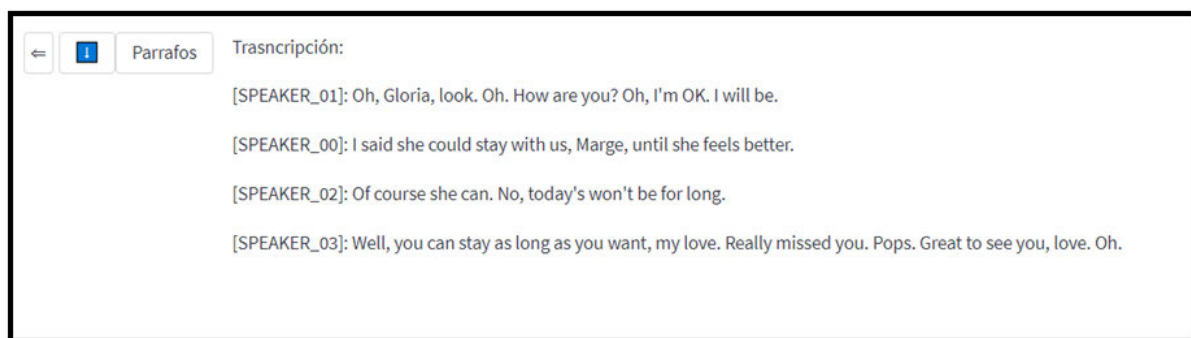 ⇐ ⬇ Parrafos Trasncripción:
[SPEAKER_01]: Oh, Gloria, look. Oh. How are you? Oh, I'm OK. I will be.
[SPEAKER_00]: I said she could stay with us, Marge, until she feels better.
[SPEAKER_02]: Of course she can. No, today's won't be for long.
[SPEAKER_03]: Well, you can stay as long as you want, my love. Really missed you. Pops. Great to see you, love. Oh.